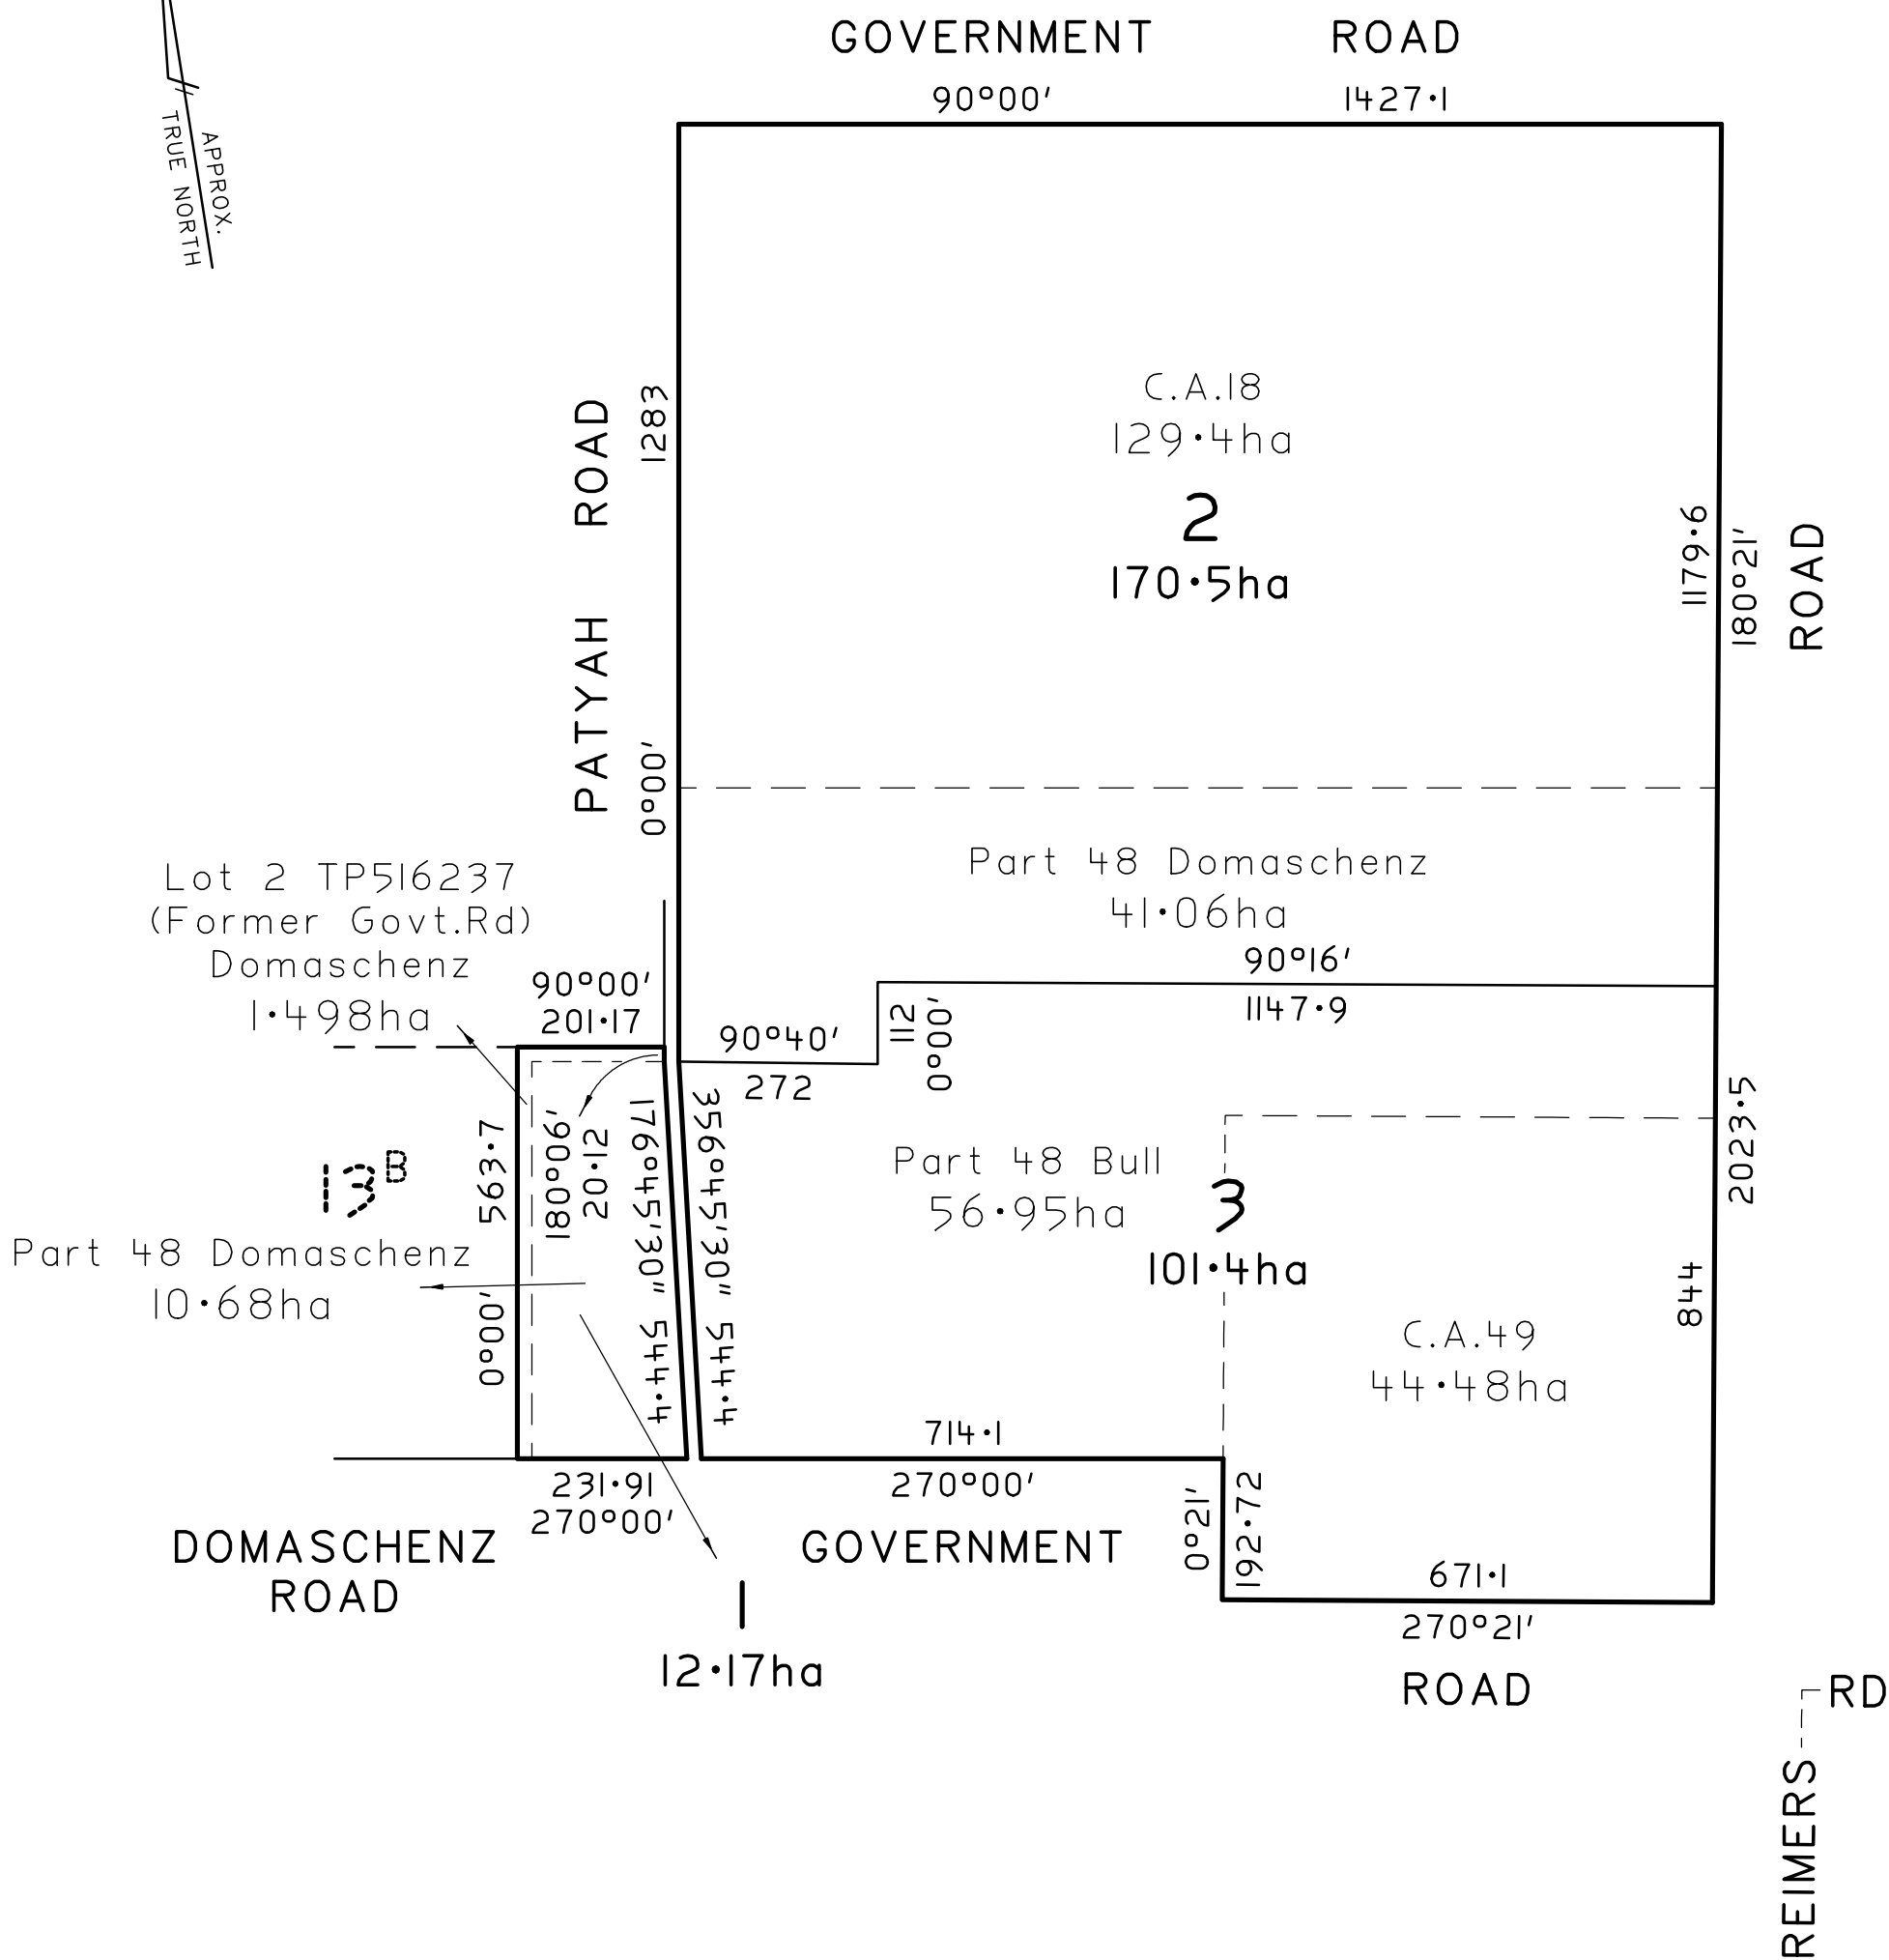 GOVERNMENT ROAD
90°00' 1427·1
APPROX.
TRUE NORTH
PATYAH ROAD
1283
0°00'
C.A.18
129·4ha
2
170·5ha
1179·6
180°21'
ROAD
Part 48 Domaschenz
41·06ha
90°16'
1147·9
Lot 2 TP516237
(Former Govt.Rd)
Domaschenz
1·498ha
90°00'
201·17
90°40'
272
112
0°00'
2023·5
844
13B
Part 48 Domaschenz
10·68ha
563·7
0°00'
180°06'
20·12
176°45'30" 544·4
356°45'30" 544·4
Part 48 Bull
56·95ha
3
101·4ha
C.A.49
44·48ha
714·1
270°00'
231·91
270°00'
0°21'
192·72
671·1
270°21'
DOMASCHENZ
ROAD
GOVERNMENT
ROAD
1
12·17ha
RD
REIMERS